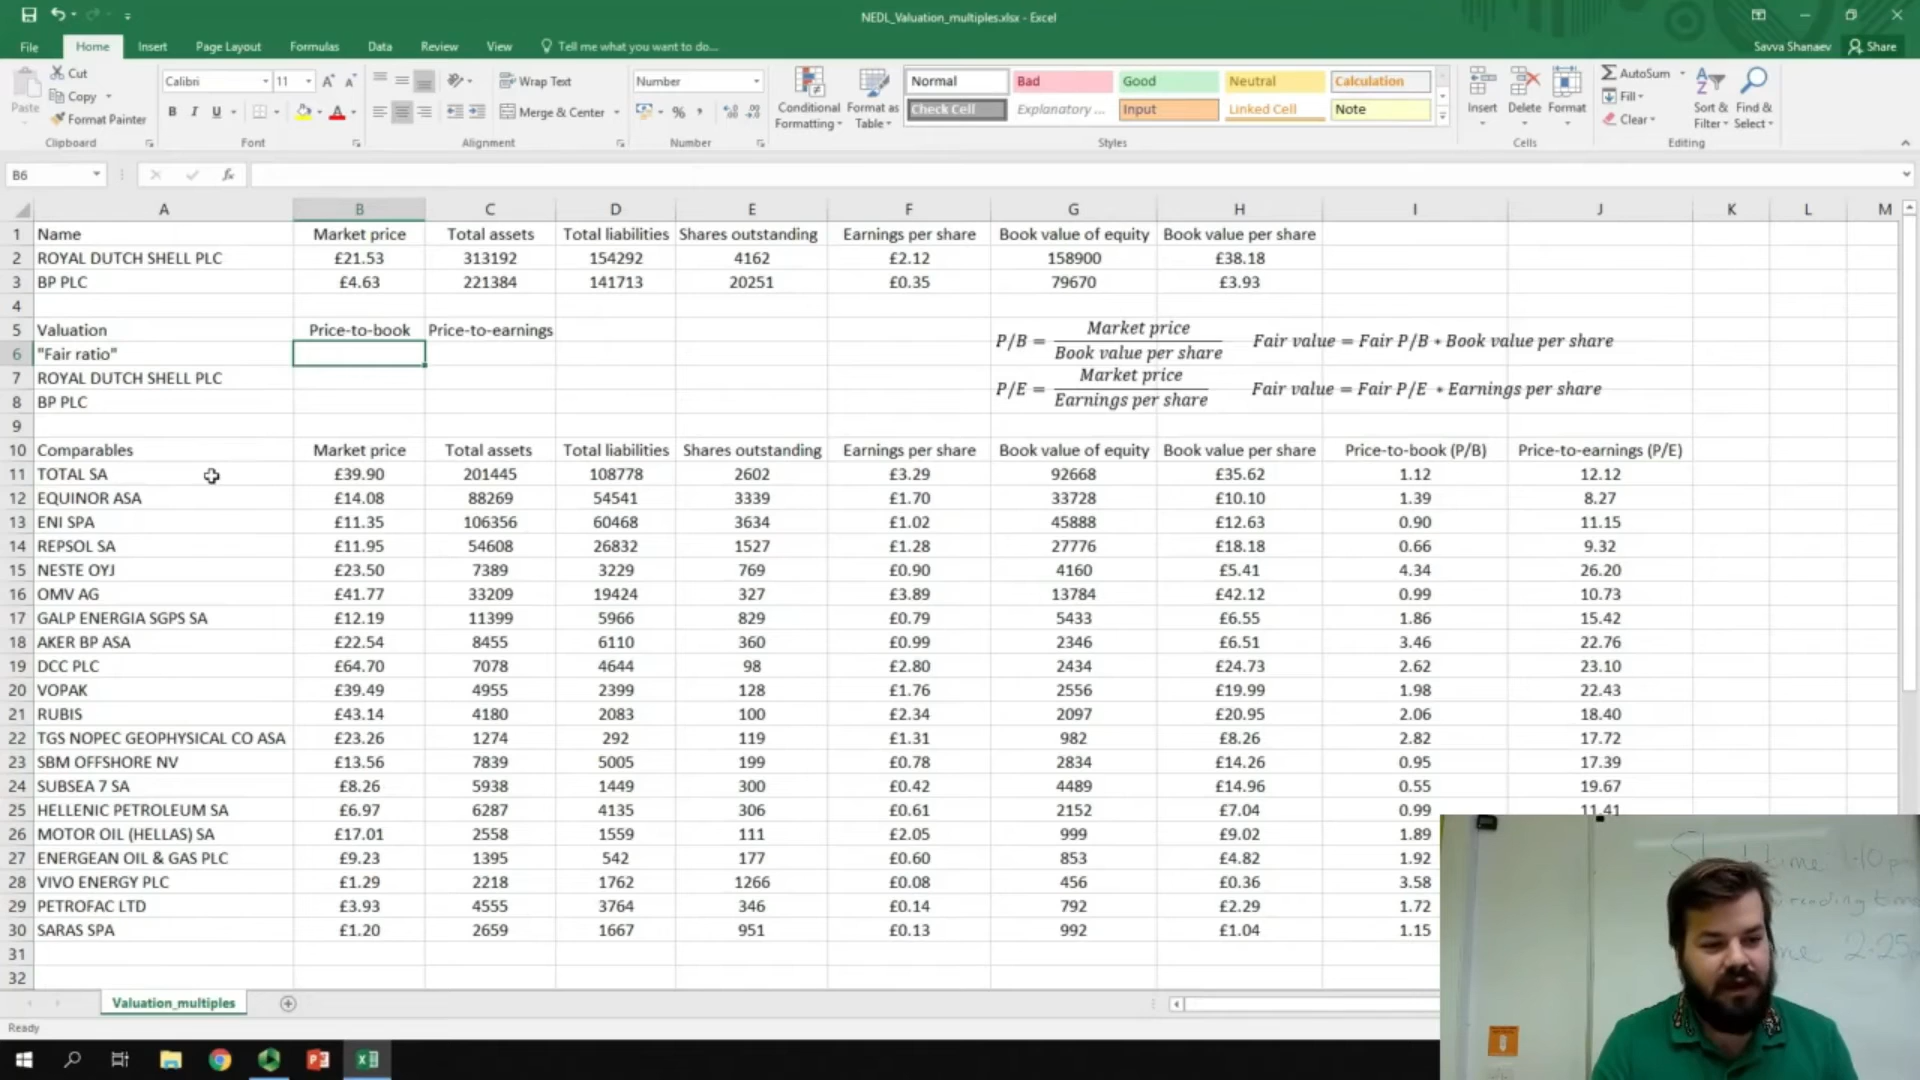 NEDL_Valuation_multiples.xlsx - Excel
File Home Insert Page Layout Formulas Data Review View Tell me what you want to do... Savva Shanaev Share
Paste Cut Copy Format Painter Clipboard
Calibri 11 B I U Font
Wrap Text Merge & Center Alignment
Number % Number
Conditional Formatting Format as Table
Normal Bad Good Neutral Calculation
Check Cell Explanatory ... Input Linked Cell Note
Styles
Insert Delete Format Cells
AutoSum Fill Clear Sort & Filter Find & Select Editing
B6 fx
A B C D E F G H I J K L M
1 Name Market price Total assets Total liabilities Shares outstanding Earnings per share Book value of equity Book value per share
2 ROYAL DUTCH SHELL PLC £21.53 313192 154292 4162 £2.12 158900 £38.18
3 BP PLC £4.63 221384 141713 20251 £0.35 79670 £3.93
4
5 Valuation Price-to-book Price-to-earnings
6 "Fair ratio"
P/B = Market price / Book value per share Fair value = Fair P/B * Book value per share
7 ROYAL DUTCH SHELL PLC
8 BP PLC
P/E = Market price / Earnings per share Fair value = Fair P/E * Earnings per share
9
10 Comparables Market price Total assets Total liabilities Shares outstanding Earnings per share Book value of equity Book value per share Price-to-book (P/B) Price-to-earnings (P/E)
11 TOTAL SA £39.90 201445 108778 2602 £3.29 92668 £35.62 1.12 12.12
12 EQUINOR ASA £14.08 88269 54541 3339 £1.70 33728 £10.10 1.39 8.27
13 ENI SPA £11.35 106356 60468 3634 £1.02 45888 £12.63 0.90 11.15
14 REPSOL SA £11.95 54608 26832 1527 £1.28 27776 £18.18 0.66 9.32
15 NESTE OYJ £23.50 7389 3229 769 £0.90 4160 £5.41 4.34 26.20
16 OMV AG £41.77 33209 19424 327 £3.89 13784 £42.12 0.99 10.73
17 GALP ENERGIA SGPS SA £12.19 11399 5966 829 £0.79 5433 £6.55 1.86 15.42
18 AKER BP ASA £22.54 8455 6110 360 £0.99 2346 £6.51 3.46 22.76
19 DCC PLC £64.70 7078 4644 98 £2.80 2434 £24.73 2.62 23.10
20 VOPAK £39.49 4955 2399 128 £1.76 2556 £19.99 1.98 22.43
21 RUBIS £43.14 4180 2083 100 £2.34 2097 £20.95 2.06 18.40
22 TGS NOPEC GEOPHYSICAL CO ASA £23.26 1274 292 119 £1.31 982 £8.26 2.82 17.72
23 SBM OFFSHORE NV £13.56 7839 5005 199 £0.78 2834 £14.26 0.95 17.39
24 SUBSEA 7 SA £8.26 5938 1449 300 £0.42 4489 £14.96 0.55 19.67
25 HELLENIC PETROLEUM SA £6.97 6287 4135 306 £0.61 2152 £7.04 0.99 11.41
26 MOTOR OIL (HELLAS) SA £17.01 2558 1559 111 £2.05 999 £9.02 1.89
27 ENERGEAN OIL & GAS PLC £9.23 1395 542 177 £0.60 853 £4.82 1.92
28 VIVO ENERGY PLC £1.29 2218 1762 1266 £0.08 456 £0.36 3.58
29 PETROFAC LTD £3.93 4555 3764 346 £0.14 792 £2.29 1.72
30 SARAS SPA £1.20 2659 1667 951 £0.13 992 £1.04 1.15
31
32
Valuation_multiples
Ready
reading time
2:25